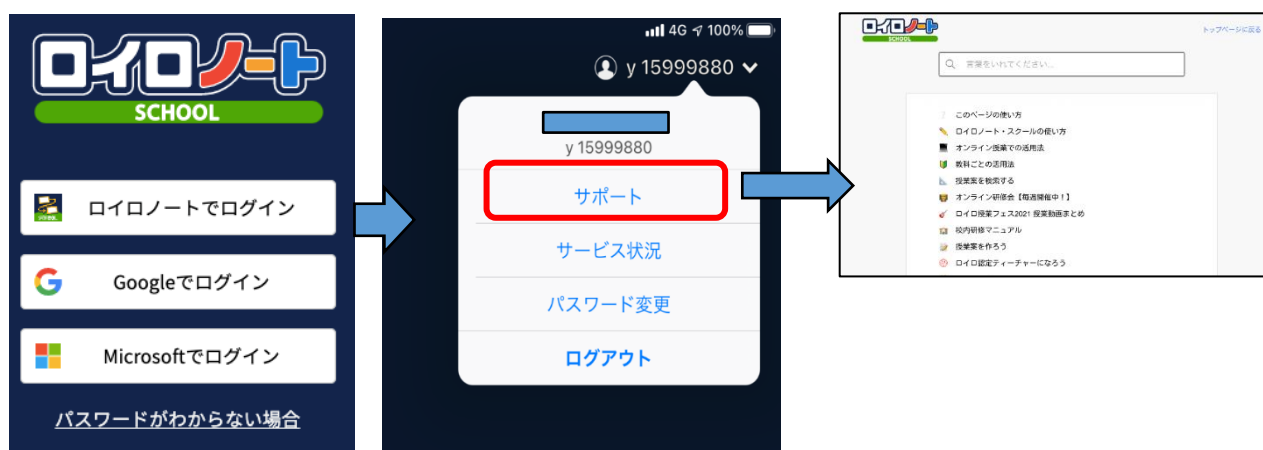 ロイロノート
SCHOOL
ロイロノートでログイン
Googleでログイン
Microsoftでログイン
パスワードがわからない場合
4G 100%
y 15999880
y 15999880
サポート
サービス状況
パスワード変更
ログアウト
ロイロノート
SCHOOL
トップページに戻る
言葉をいれてください...
このページの使い方
ロイロノート・スクールの使い方
オンライン授業での活用法
教科ごとの活用法
授業案を検索する
オンライン研修会【毎週開催中!】
ロイロ授業フェス2021 授業動画まとめ
校内研修マニュアル
授業案を作ろう
ロイロ認定ティーチャーになろう